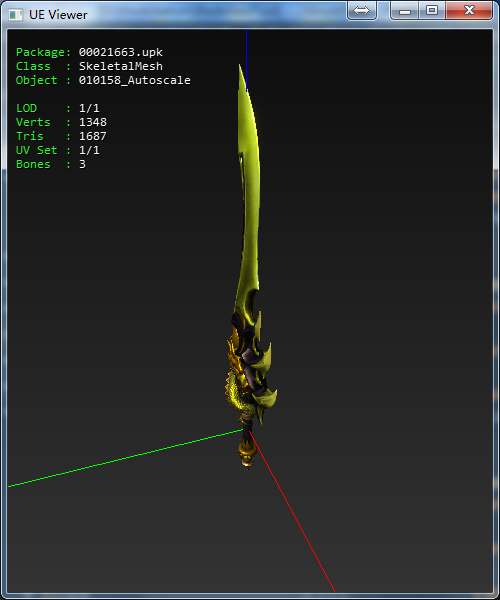 UE Viewer
Package: 00021663.upk
Class : SkeletalMesh
Object : 010158_Autoscale
LOD : 1/1
Verts : 1348
Tris : 1687
UV Set : 1/1
Bones : 3